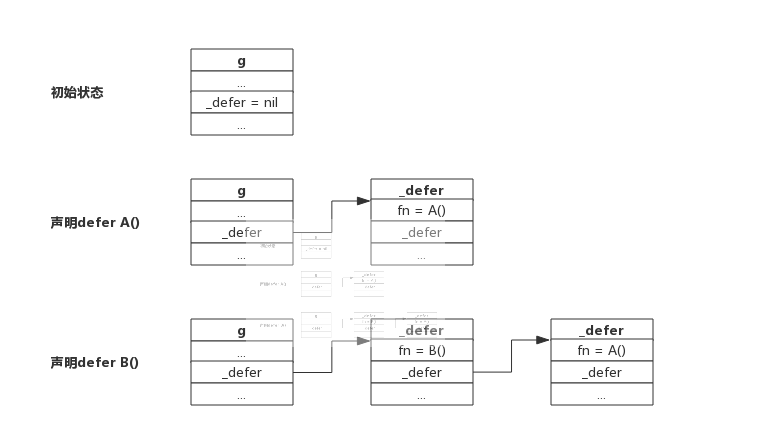 g
...
初始状态
_defer = nil
...
g
_defer
...
fn = A()
声明defer A()
_defer
_defer
...
...
g
_defer
_defer
...
fn = B()
fn = A()
声明defer B()
_defer
_defer
_defer
...
...
...